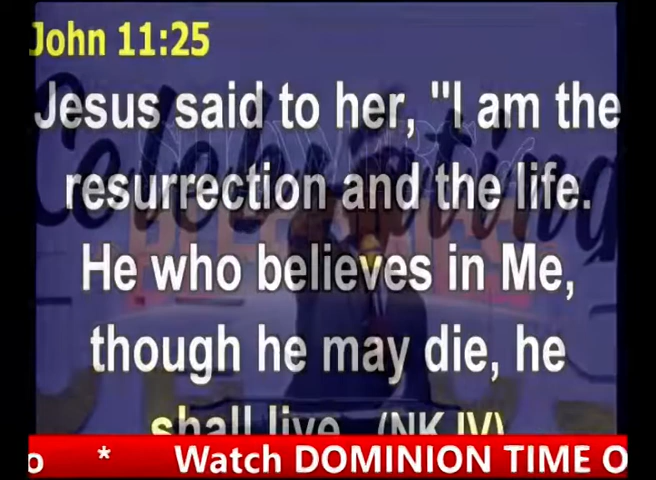 John 11:25
Jesus said to her, "I am the
resurrection and the life.
He who believes in Me,
though he may die, he
shall live. (NKJV)
Celebrating
o * Watch DOMINION TIME O